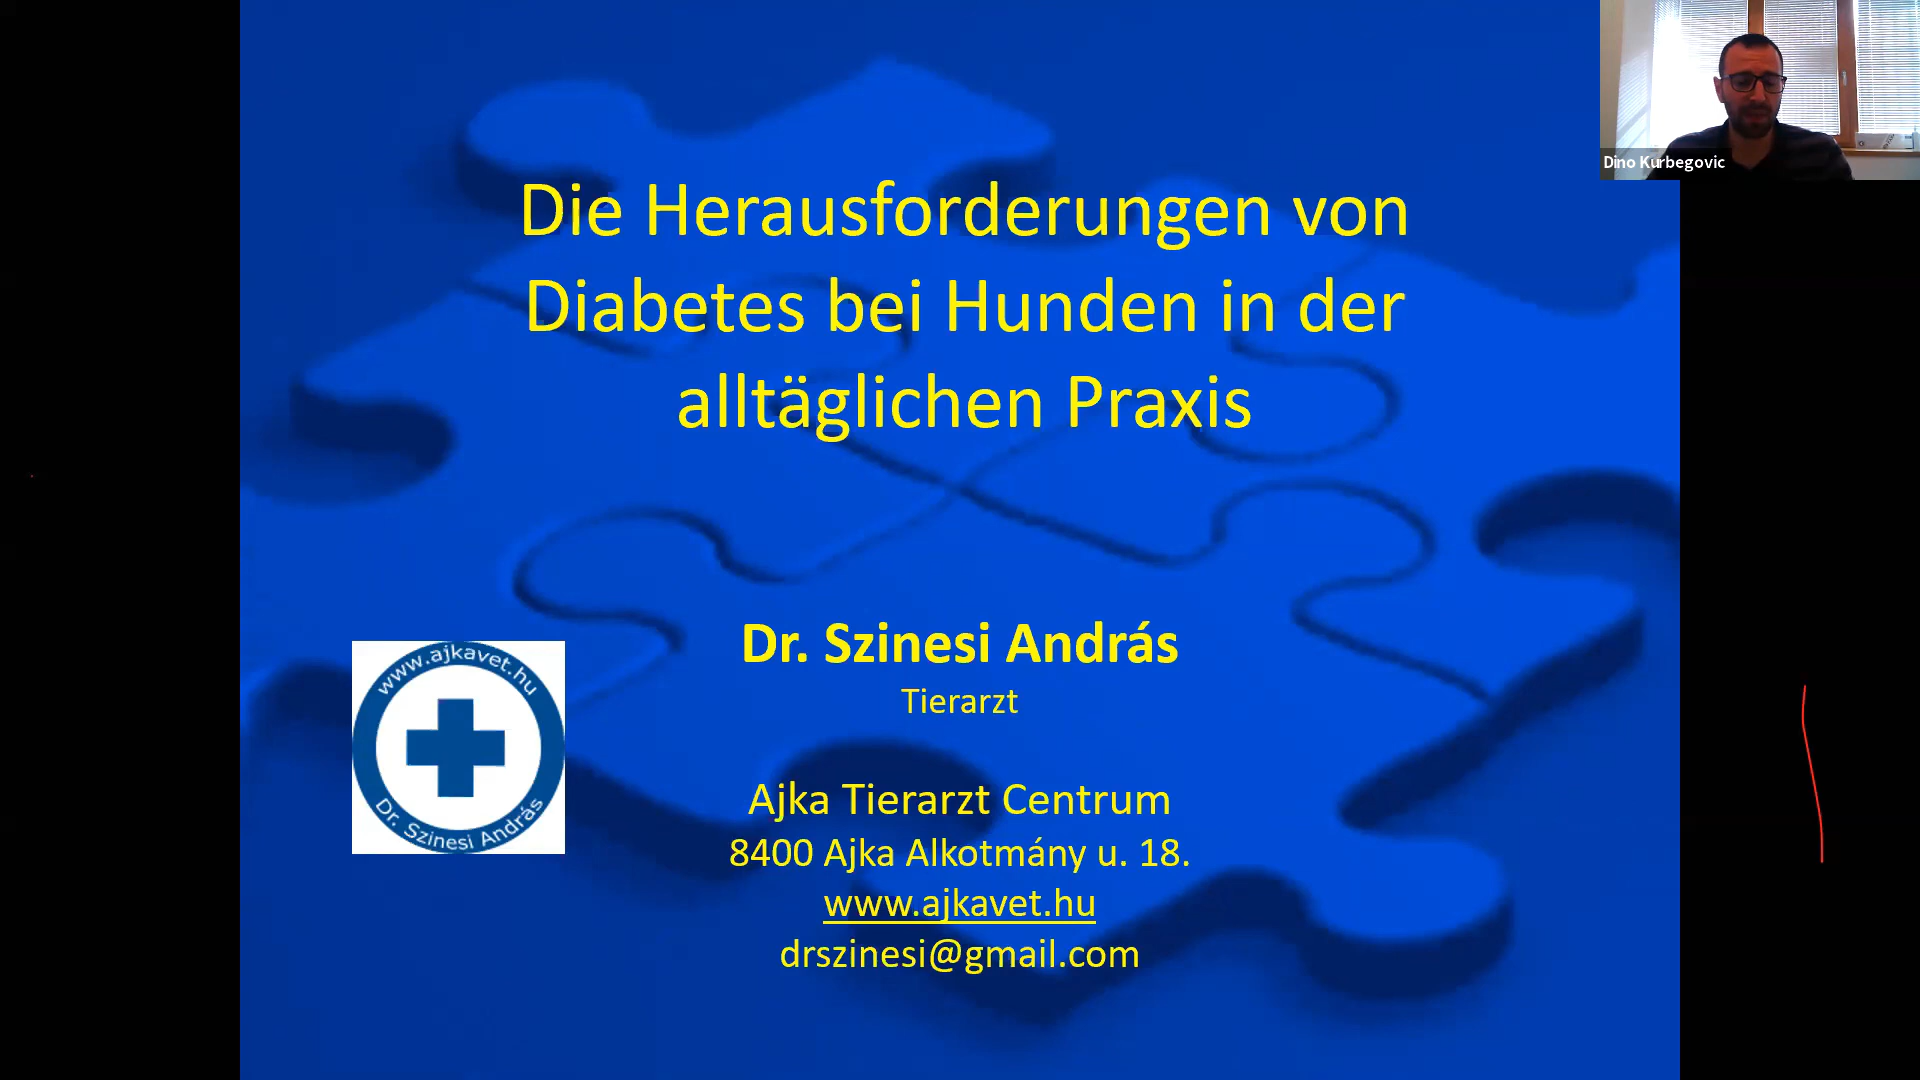 Die Herausforderungen von
Diabetes bei Hunden in der
alltäglichen Praxis
Dino Kurbegovic
Dr. Szinesi András
Tierarzt
www.ajkavet.hu
Dr. Szinesi András
Ajka Tierarzt Centrum
8400 Ajka Alkotmány u. 18.
www.ajkavet.hu
drszinesi@gmail.com